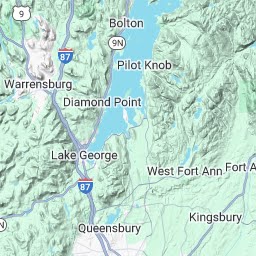 9
Bolton
9N
87
Pilot Knob
Warrensburg
Diamond Point
Lake George
West Fort Ann
Fort A
87
Kingsbury
Queensbury